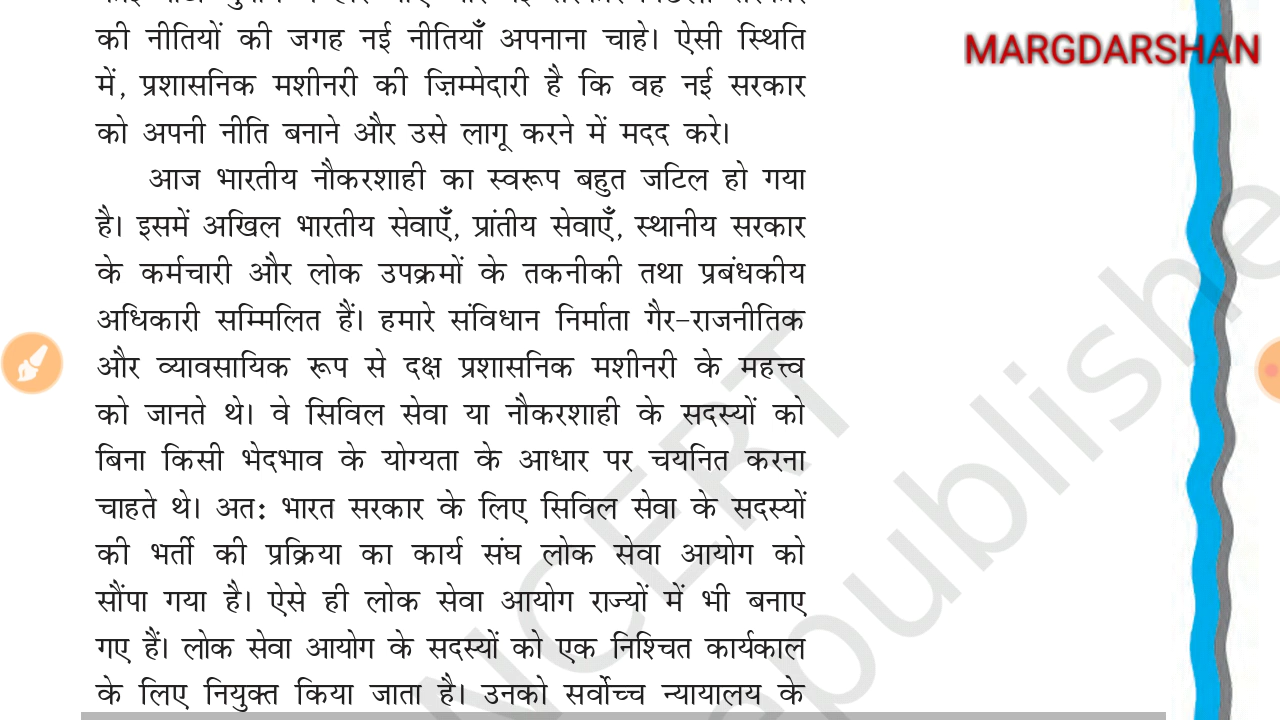 की नीतियों की जगह नई नीतियाँ अपनाना चाहे। ऐसी स्थिति
MARGDARSHAN
में, प्रशासनिक मशीनरी की ज़िम्मेदारी है कि वह नई सरकार
को अपनी नीति बनाने और उसे लागू करने में मदद करे।
आज भारतीय नौकरशाही का स्वरूप बहुत जटिल हो गया
है। इसमें अखिल भारतीय सेवाएँ, प्रांतीय सेवाएँ, स्थानीय सरकार
के कर्मचारी और लोक उपक्रमों के तकनीकी तथा प्रबंधकीय
अधिकारी सम्मिलित हैं। हमारे संविधान निर्माता गैर-राजनीतिक
और व्यावसायिक रूप से दक्ष प्रशासनिक मशीनरी के महत्त्व
को जानते थे। वे सिविल सेवा या नौकरशाही के सदस्यों को
बिना किसी भेदभाव के योग्यता के आधार पर चयनित करना
चाहते थे। अत: भारत सरकार के लिए सिविल सेवा के सदस्यों
की भर्ती की प्रक्रिया का कार्य संघ लोक सेवा आयोग को
सौंपा गया है। ऐसे ही लोक सेवा आयोग राज्यों में भी बनाए
गए हैं। लोक सेवा आयोग के सदस्यों को एक निश्चित कार्यकाल
के लिए नियुक्त किया जाता है। उनको सर्वोच्च न्यायालय के
NCERT